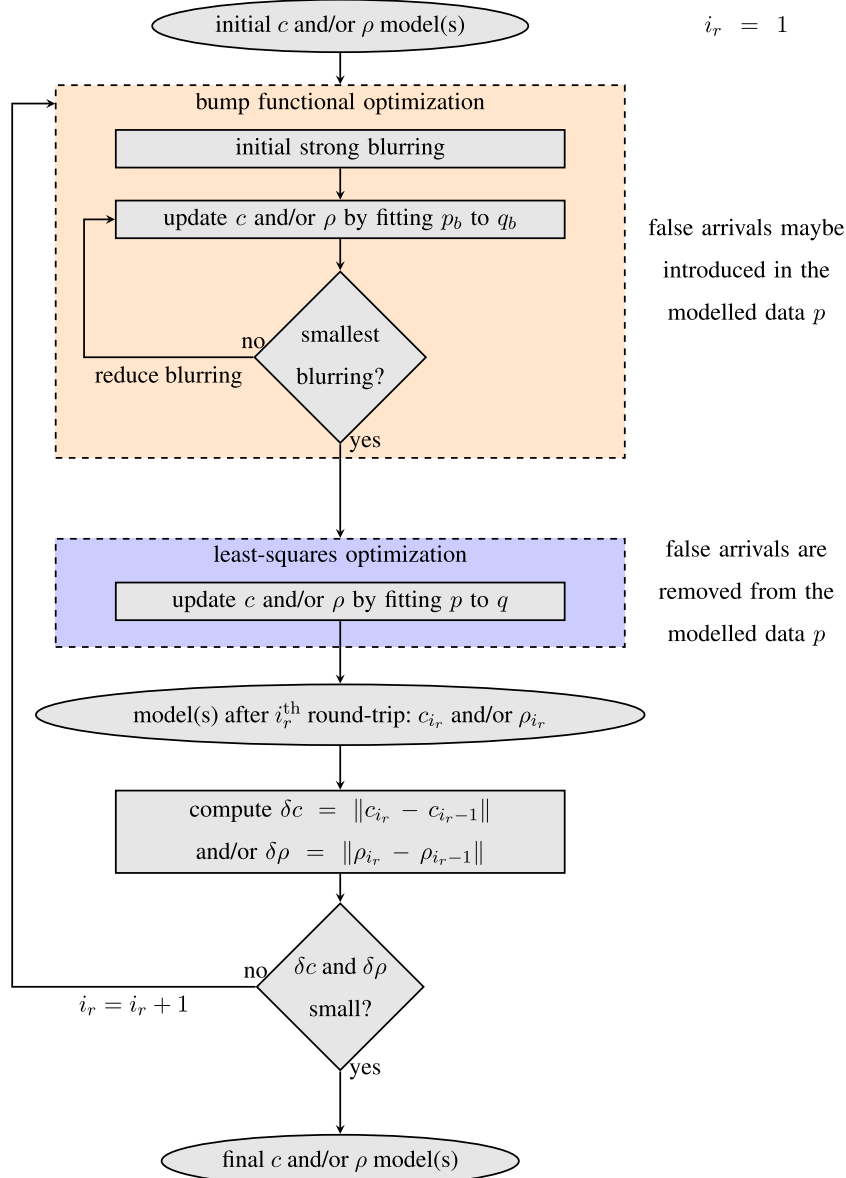 initial c and/or ρ model(s)
i_r = 1
bump functional optimization
initial strong blurring
update c and/or ρ by fitting p_b to q_b
false arrivals maybe
introduced in the
modelled data p
smallest
blurring?
no
reduce blurring
yes
least-squares optimization
update c and/or ρ by fitting p to q
false arrivals are
removed from the
modelled data p
model(s) after i_r^th round-trip: c_{i_r} and/or ρ_{i_r}
compute δc = ‖c_{i_r} − c_{i_r−1}‖
and/or δρ = ‖ρ_{i_r} − ρ_{i_r−1}‖
δc and δρ
small?
no
i_r = i_r + 1
yes
final c and/or ρ model(s)